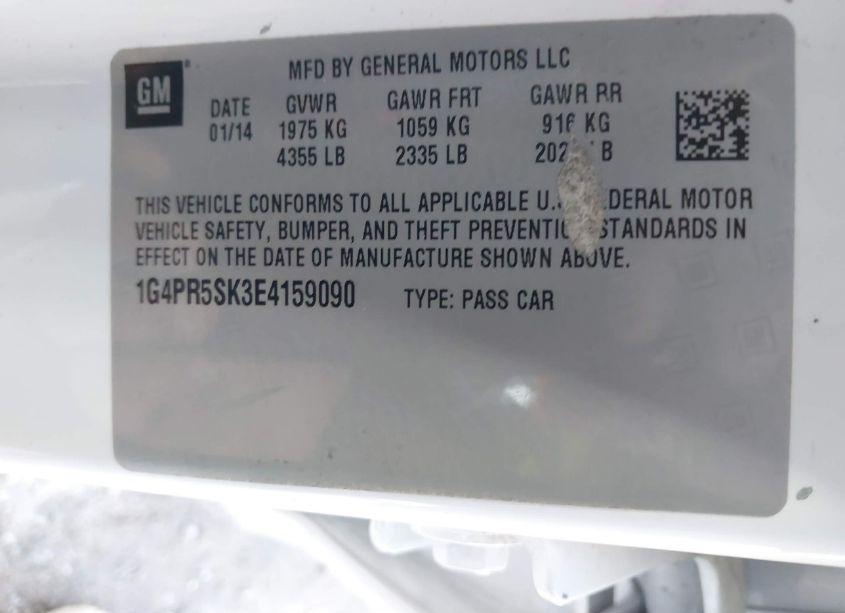 GM
MFD BY GENERAL MOTORS LLC
DATE GVWR GAWR FRT GAWR RR
01/14 1975 KG 1059 KG 916 KG
4355 LB 2335 LB
THIS VEHICLE CONFORMS TO ALL APPLICABLE MOTOR
VEHICLE SAFETY, BUMPER, AND THEFT STANDARDS IN
EFFECT ON THE DATE OF MANUFACTURE SHOWN ABOVE.
1G4PR5SK3E4159090 TYPE: PASS CAR